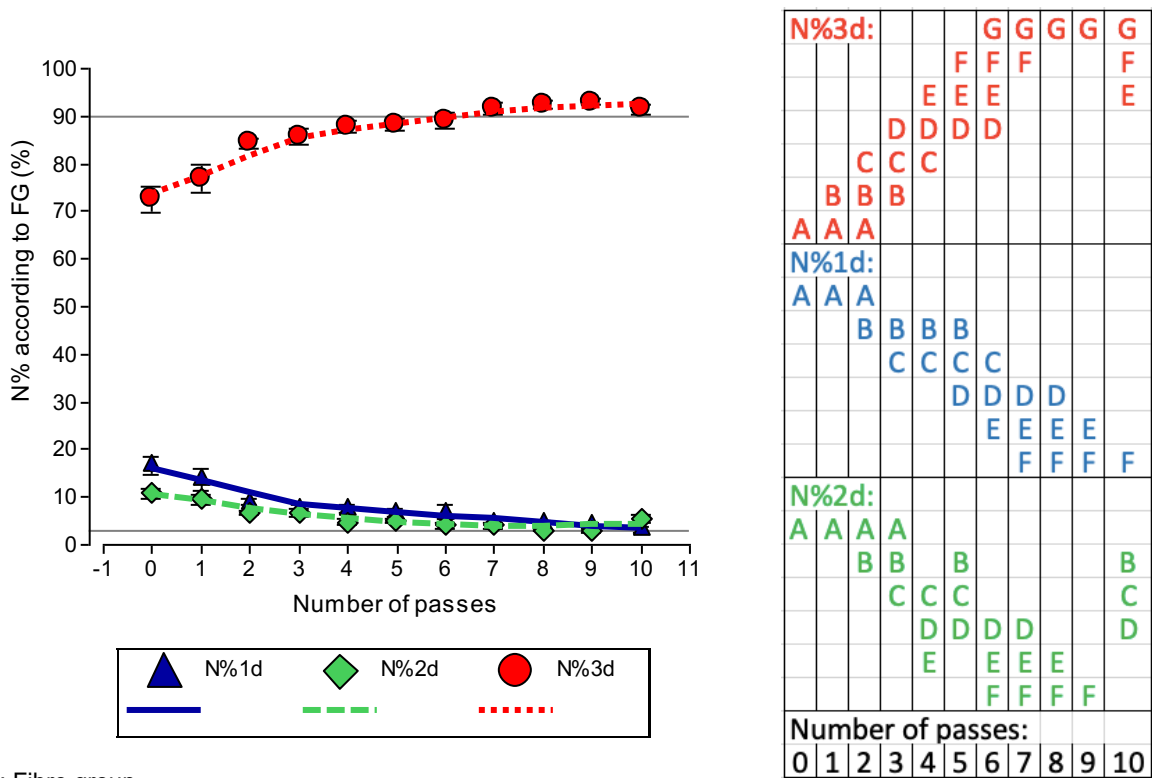 N% according to FG (%)
100
90
80
70
60
50
40
30
20
10
0
-1 0 1 2 3 4 5 6 7 8 9 10 11
Number of passes
N%1d N%2d N%3d
Fibre group
N%3d: G G G G G
F F F F
E E E E
D D D D
C C C
B B B
A A A
N%1d:
A A A
B B B B
C C C C
D D D D
E E E E
F F F F
N%2d:
A A A A
B B B B
C C C C
D D D D D
E E E E
F F F F
Number of passes:
0 1 2 3 4 5 6 7 8 9 10